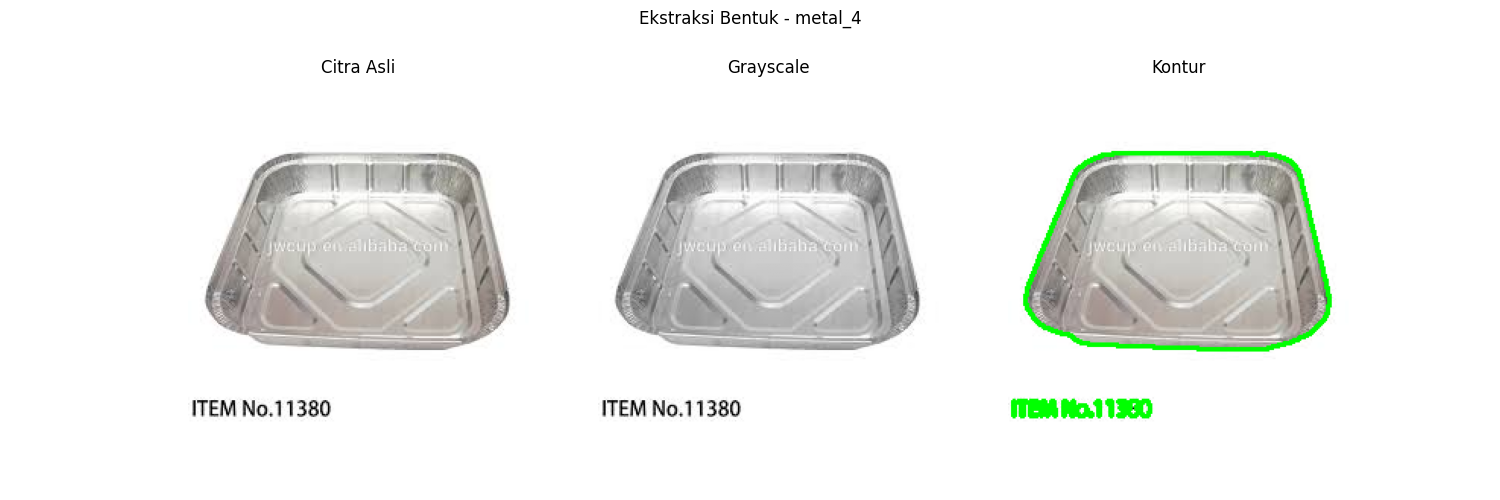 Ekstraksi Bentuk - metal_4
Citra Asli
Grayscale
Kontur
jwcup.en.alibaba.com
jwcup.en.alibaba.com
jwcup.en.alibaba.com
ITEM No.11380
ITEM No.11380
ITEM No.11380